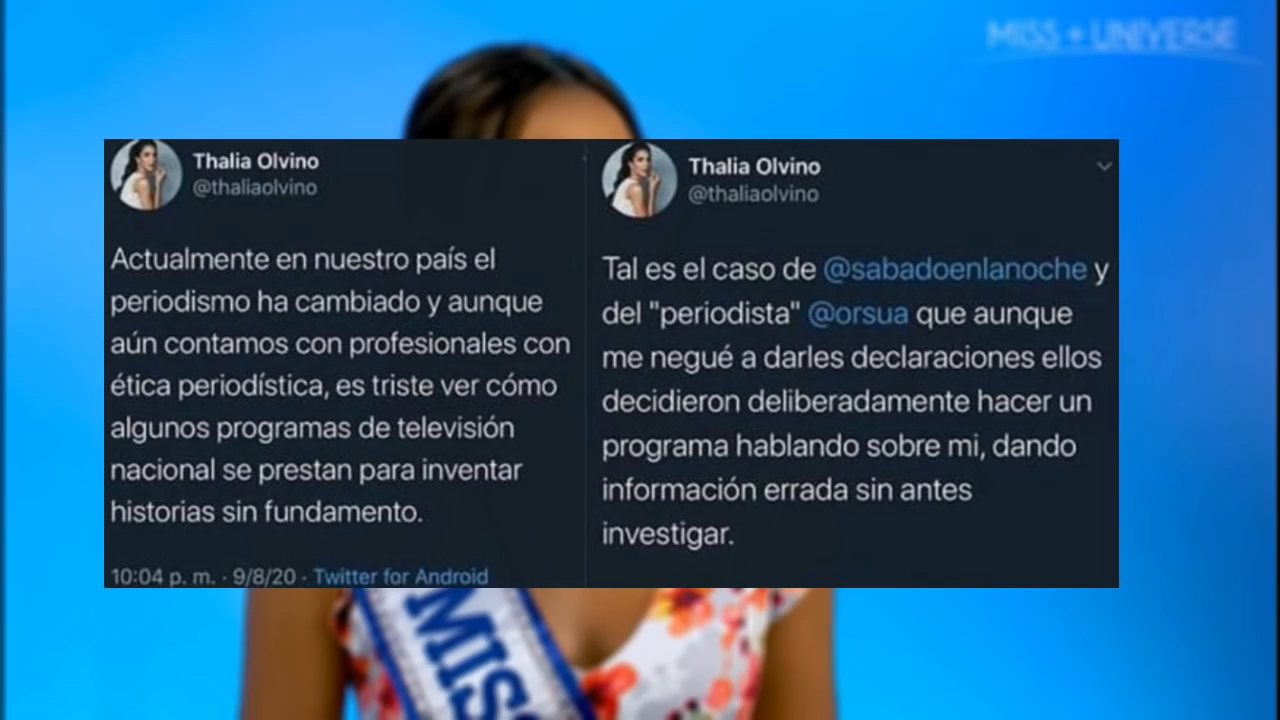 MISS + UNIVERSE
Thalia Olvino
@thaliaolvino
Actualmente en nuestro país el
periodismo ha cambiado y aunque
aún contamos con profesionales con
ética periodística, es triste ver cómo
algunos programas de televisión
nacional se prestan para inventar
historias sin fundamento.
10:04 p. m. · 9/8/20 · Twitter for Android
Thalia Olvino
@thaliaolvino
Tal es el caso de @sabadoenlanoche y
del "periodista" @orsua que aunque
me negué a darles declaraciones ellos
decidieron deliberadamente hacer un
programa hablando sobre mi, dando
información errada sin antes
investigar.
MISS